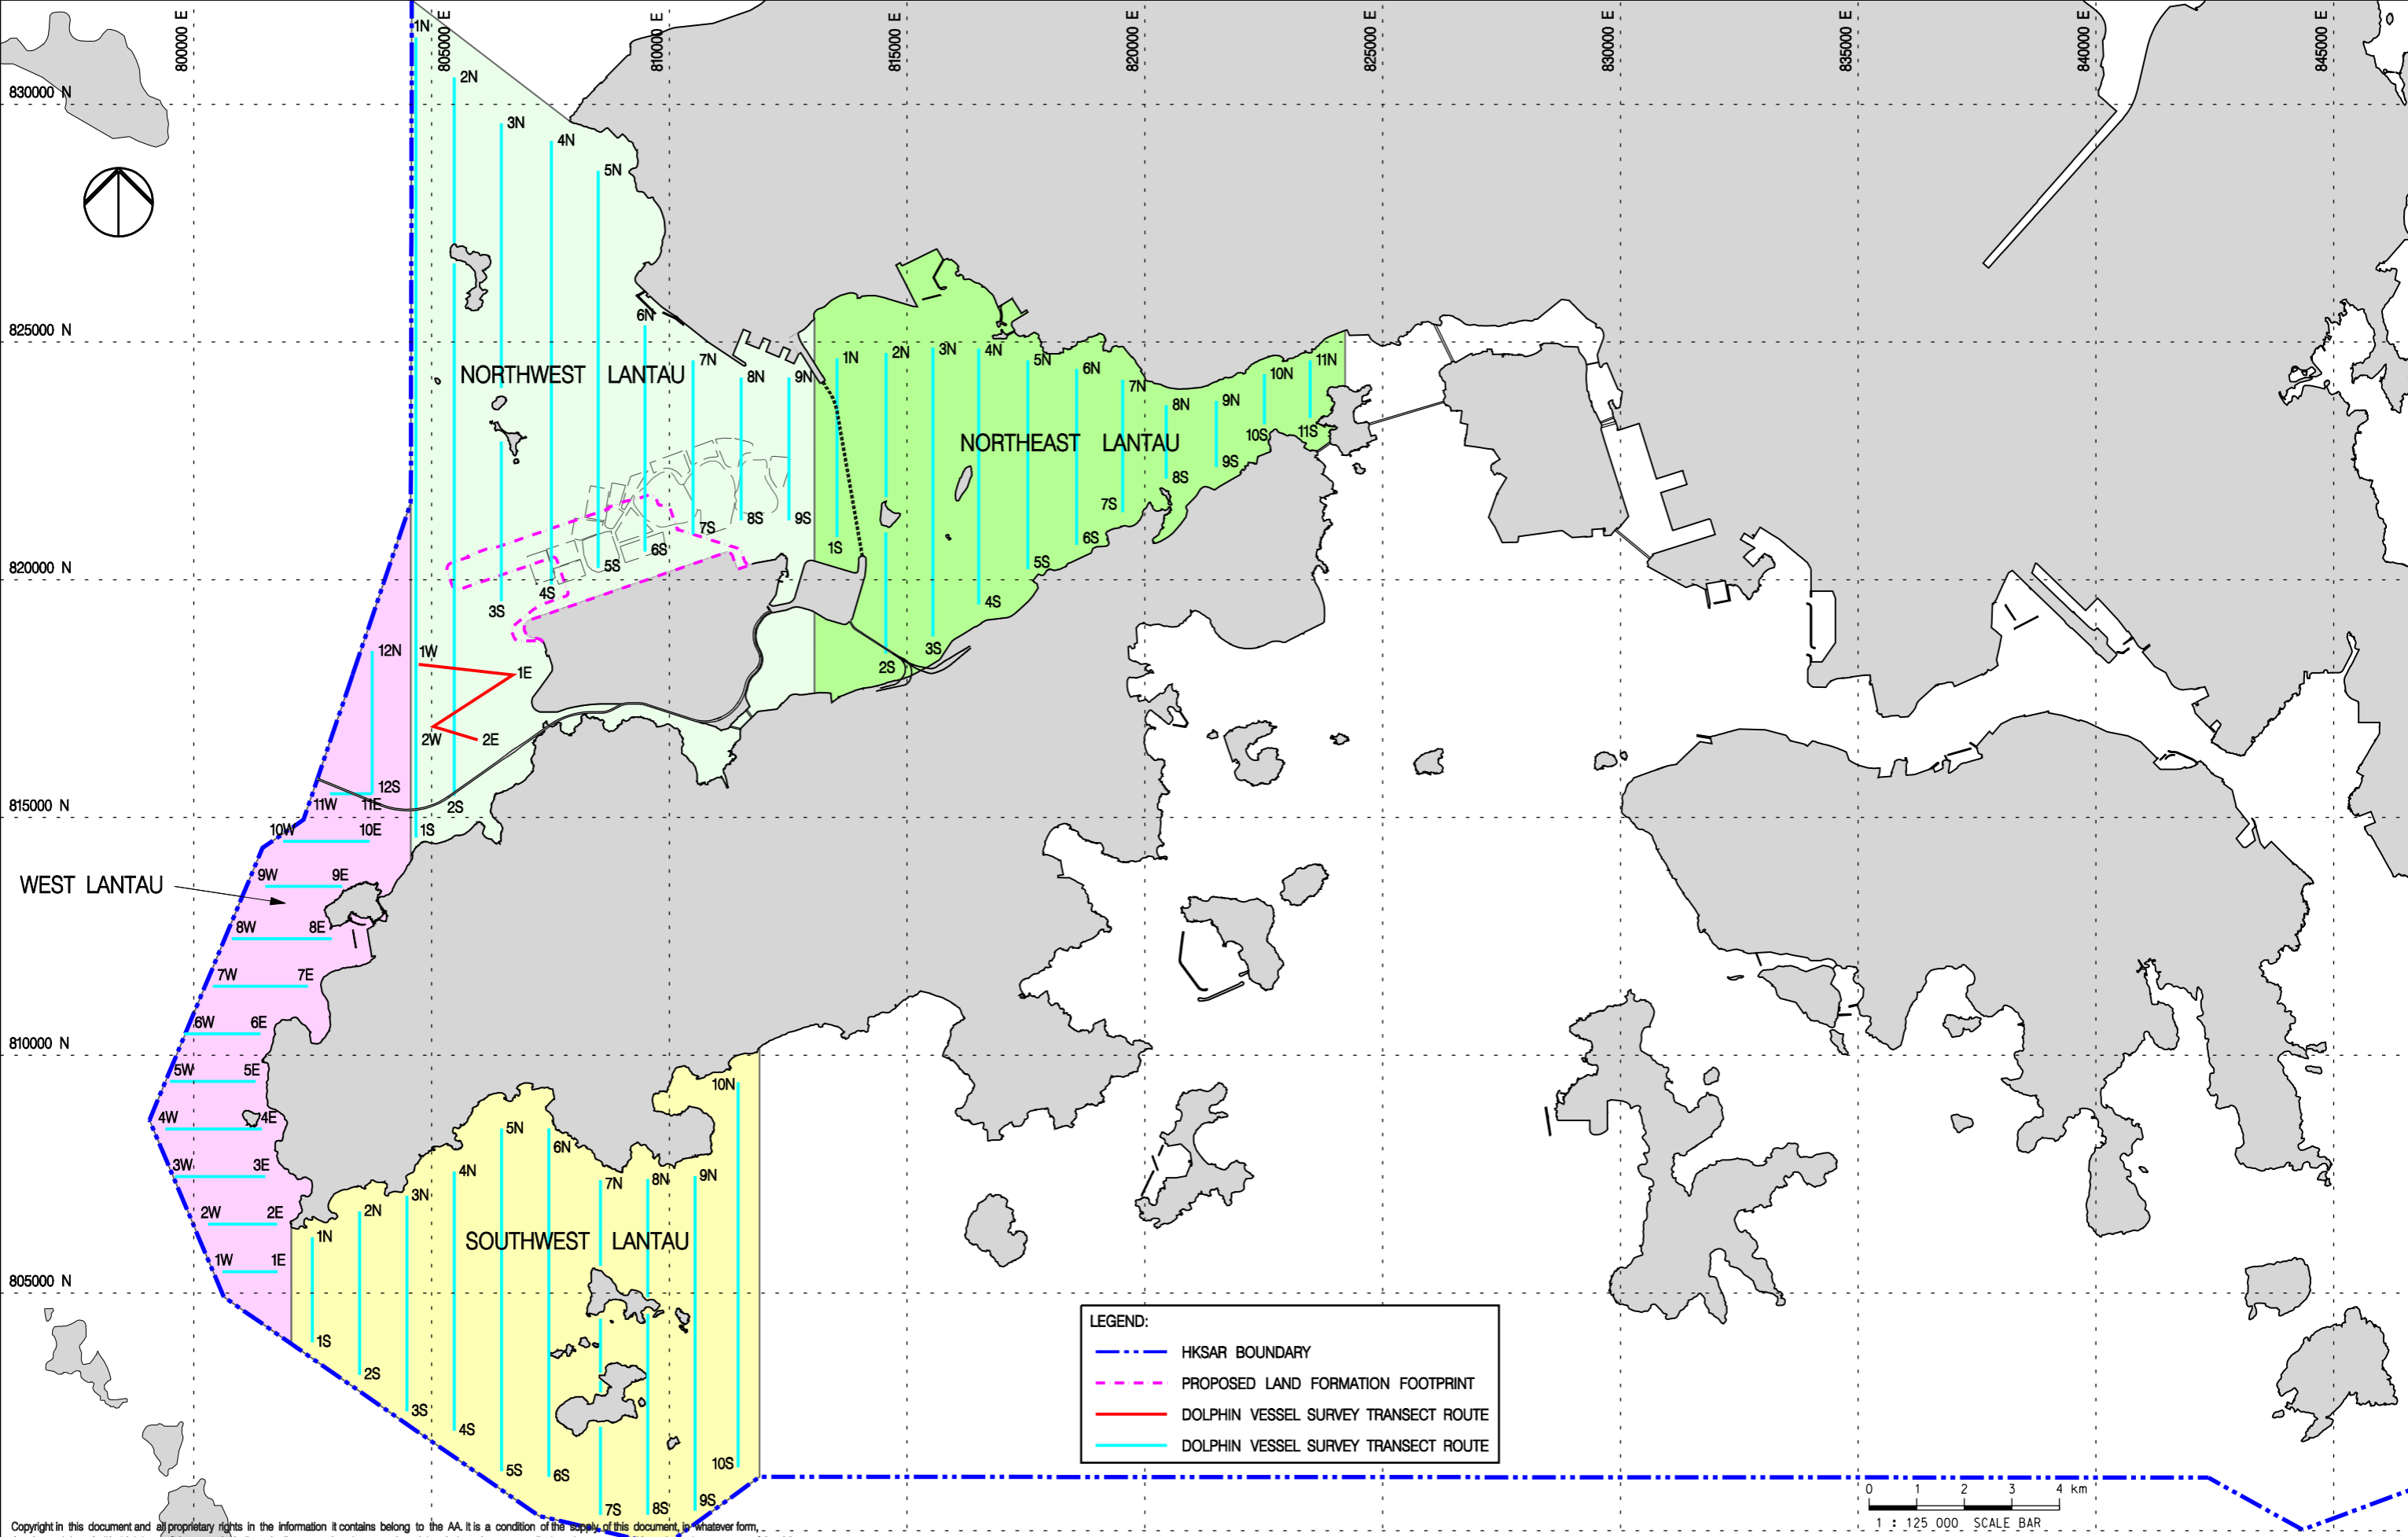 800000 E
805000 E
810000 E
815000 E
820000 E
825000 E
830000 E
835000 E
840000 E
845000 E
830000 N
825000 N
820000 N
815000 N
810000 N
805000 N
1N
2N
3N
4N
5N
6N
7N
8N
9N
NORTHWEST LANTAU
1S
2S
3S
4S
5S
6S
7S
8S
9S
1W
1E
2W
2E
1N
2N
3N
4N
5N
6N
7N
8N
9N
10N
11N
NORTHEAST LANTAU
1S
2S
3S
4S
5S
6S
7S
8S
9S
10S
11S
12N
12S
11W 11E
10W 10E
9W 9E
WEST LANTAU
8W 8E
7W 7E
6W 6E
5W 5E
4W 4E
3W 3E
2W 2E
1W 1E
1N
2N
3N
4N
5N
6N
7N
8N
9N
10N
SOUTHWEST LANTAU
1S
2S
3S
4S
5S
6S
7S
8S
9S
10S
LEGEND:
HKSAR BOUNDARY
PROPOSED LAND FORMATION FOOTPRINT
DOLPHIN VESSEL SURVEY TRANSECT ROUTE
DOLPHIN VESSEL SURVEY TRANSECT ROUTE
0 1 2 3 4 km
1 : 125 000 SCALE BAR
Copyright in this document and all proprietary rights in the information it contains belong to the AA. It is a condition of the supply of this document, in whatever form,